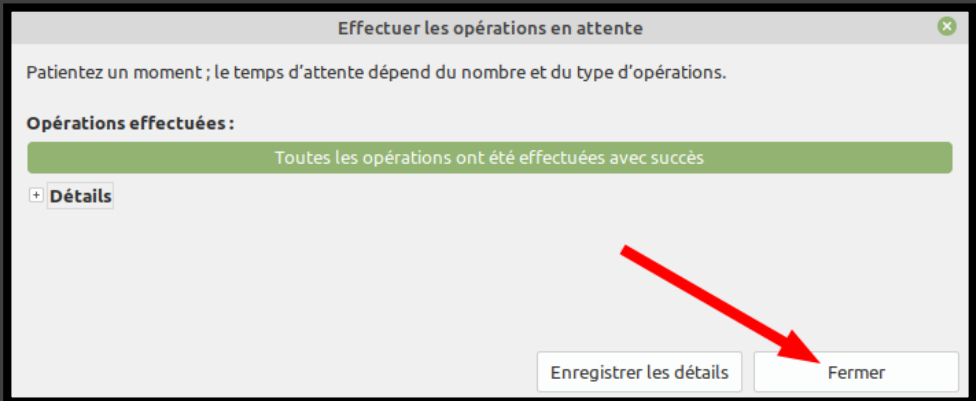 Effectuer les opérations en attente
Patientez un moment ; le temps d'attente dépend du nombre et du type d'opérations.
Opérations effectuées :
Toutes les opérations ont été effectuées avec succès
Détails
Enregistrer les détails
Fermer